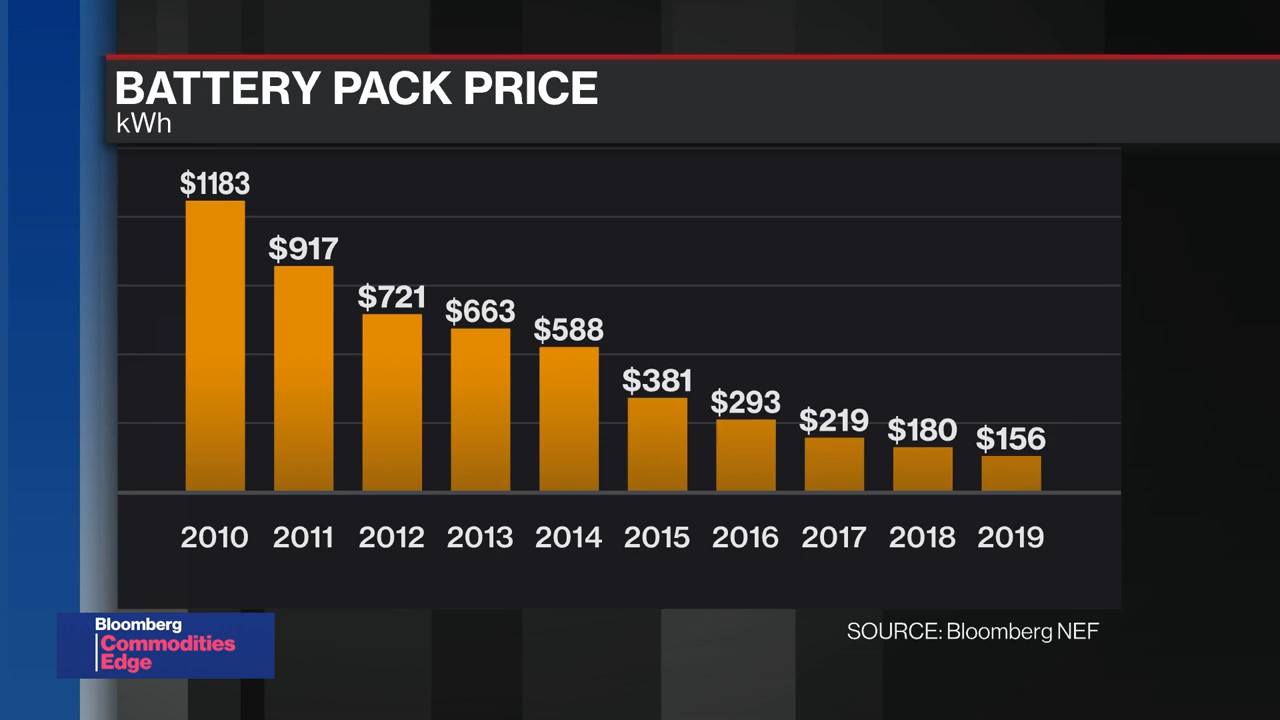 BATTERY PACK PRICE
kWh
$1183
$917
$721
$663
$588
$381
$293
$219
$180
$156
2010 2011 2012 2013 2014 2015 2016 2017 2018 2019
Bloomberg
Commodities
Edge
SOURCE: Bloomberg NEF